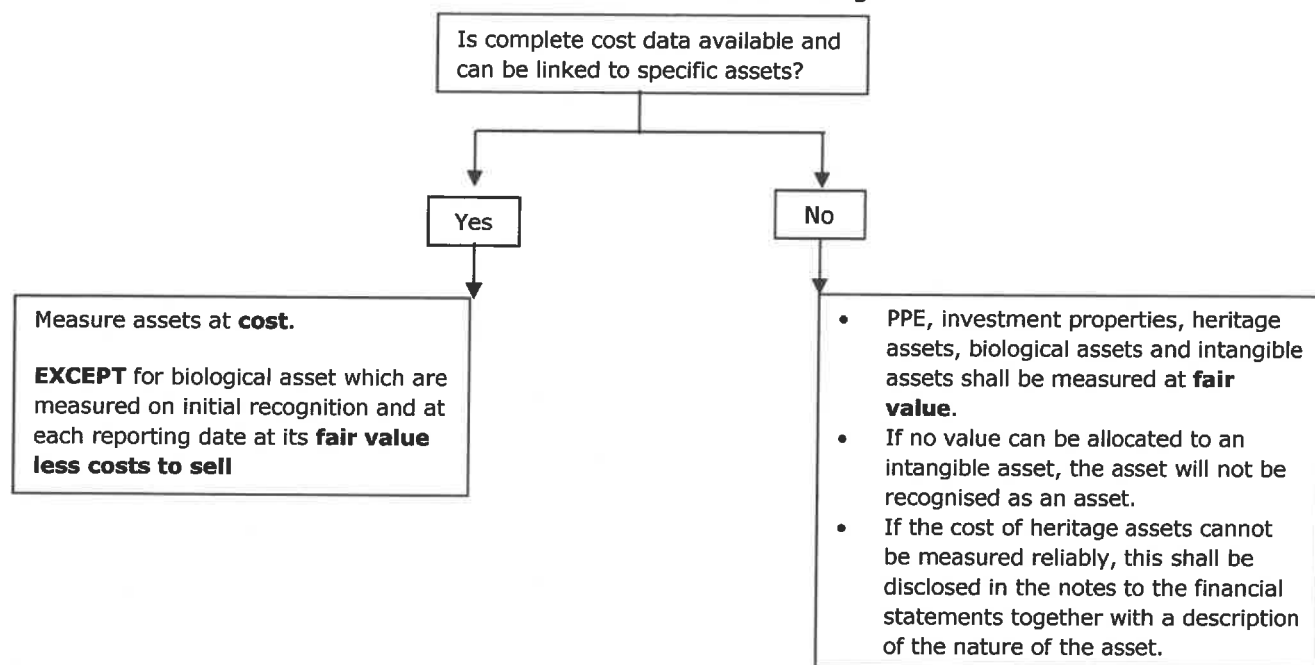 Is complete cost data available and
can be linked to specific assets?
Yes
No
Measure assets at cost.
EXCEPT for biological asset which are
measured on initial recognition and at
each reporting date at its fair value
less costs to sell
• PPE, investment properties, heritage
assets, biological assets and intangible
assets shall be measured at fair
value.
• If no value can be allocated to an
intangible asset, the asset will not be
recognised as an asset.
• If the cost of heritage assets cannot
be measured reliably, this shall be
disclosed in the notes to the financial
statements together with a description
of the nature of the asset.